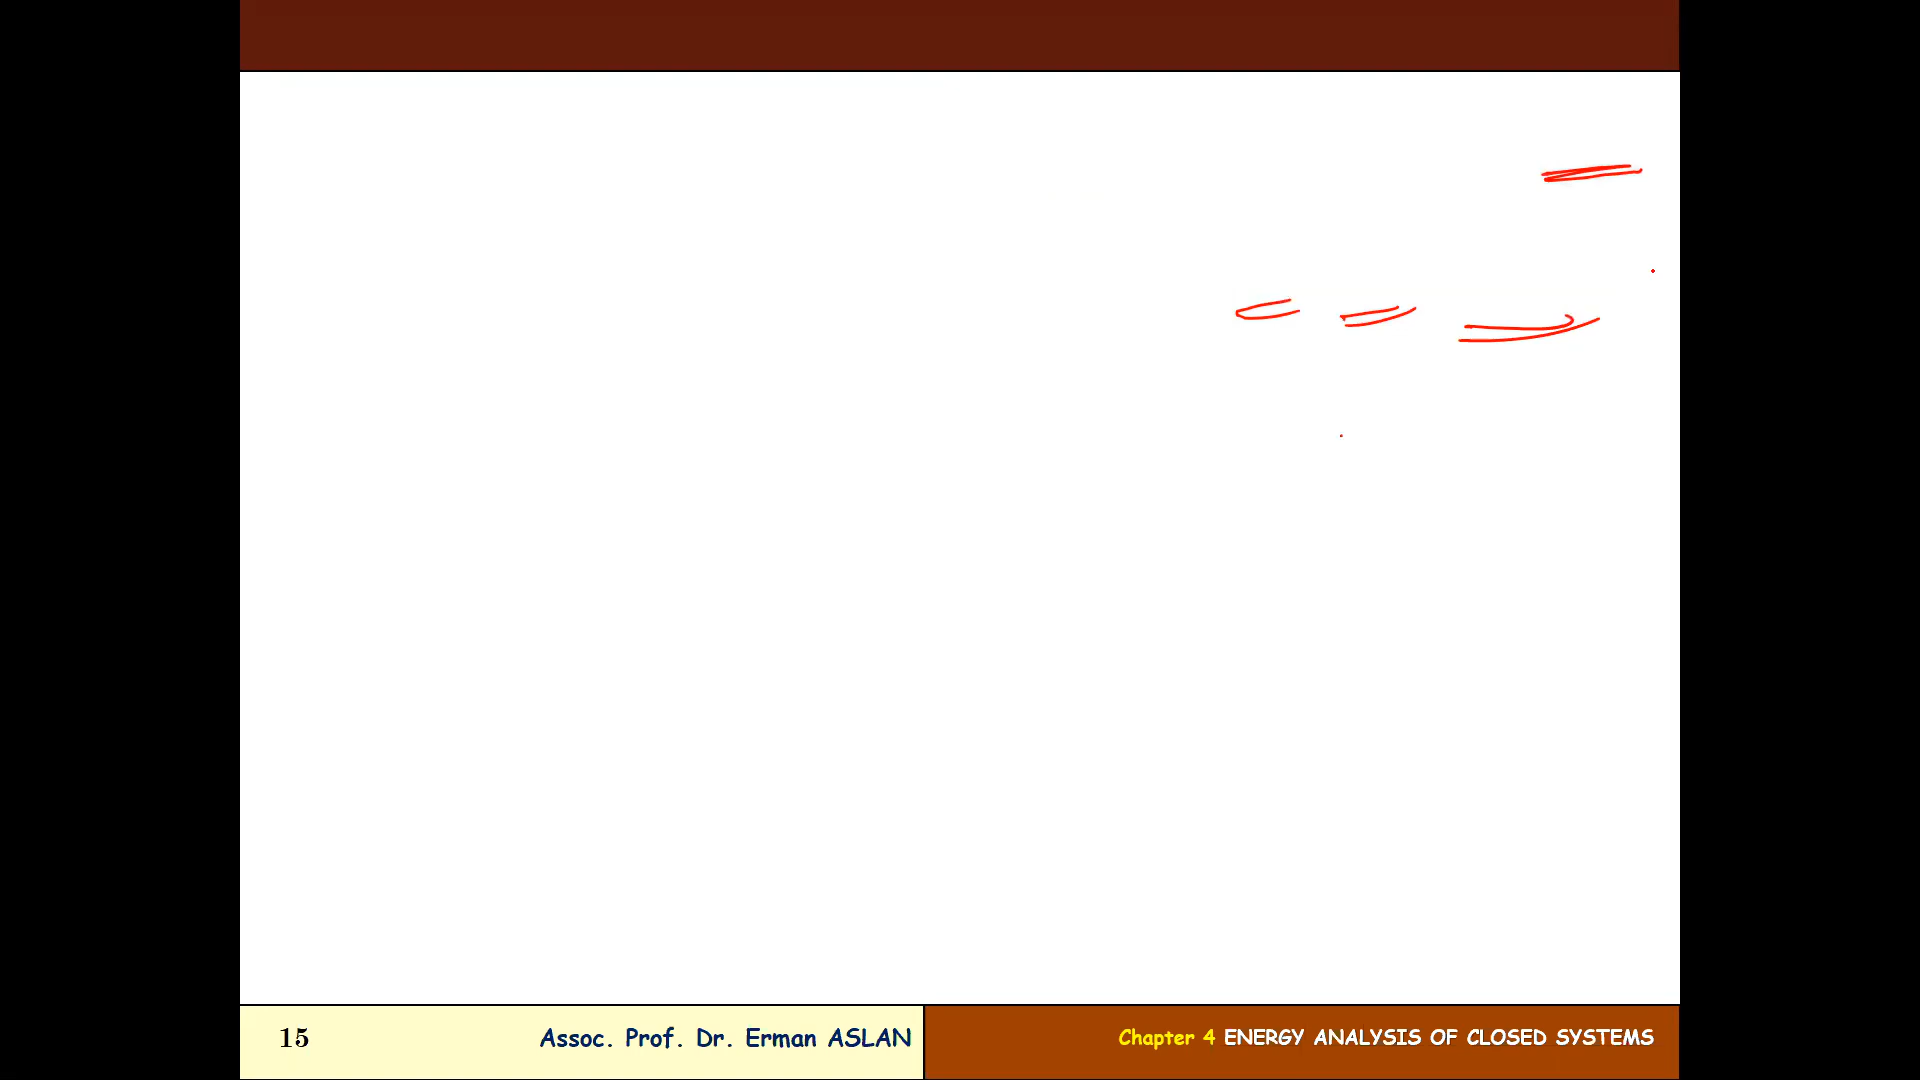 15 Assoc. Prof. Dr. Erman ASLAN Chapter 4 ENERGY ANALYSIS OF CLOSED SYSTEMS